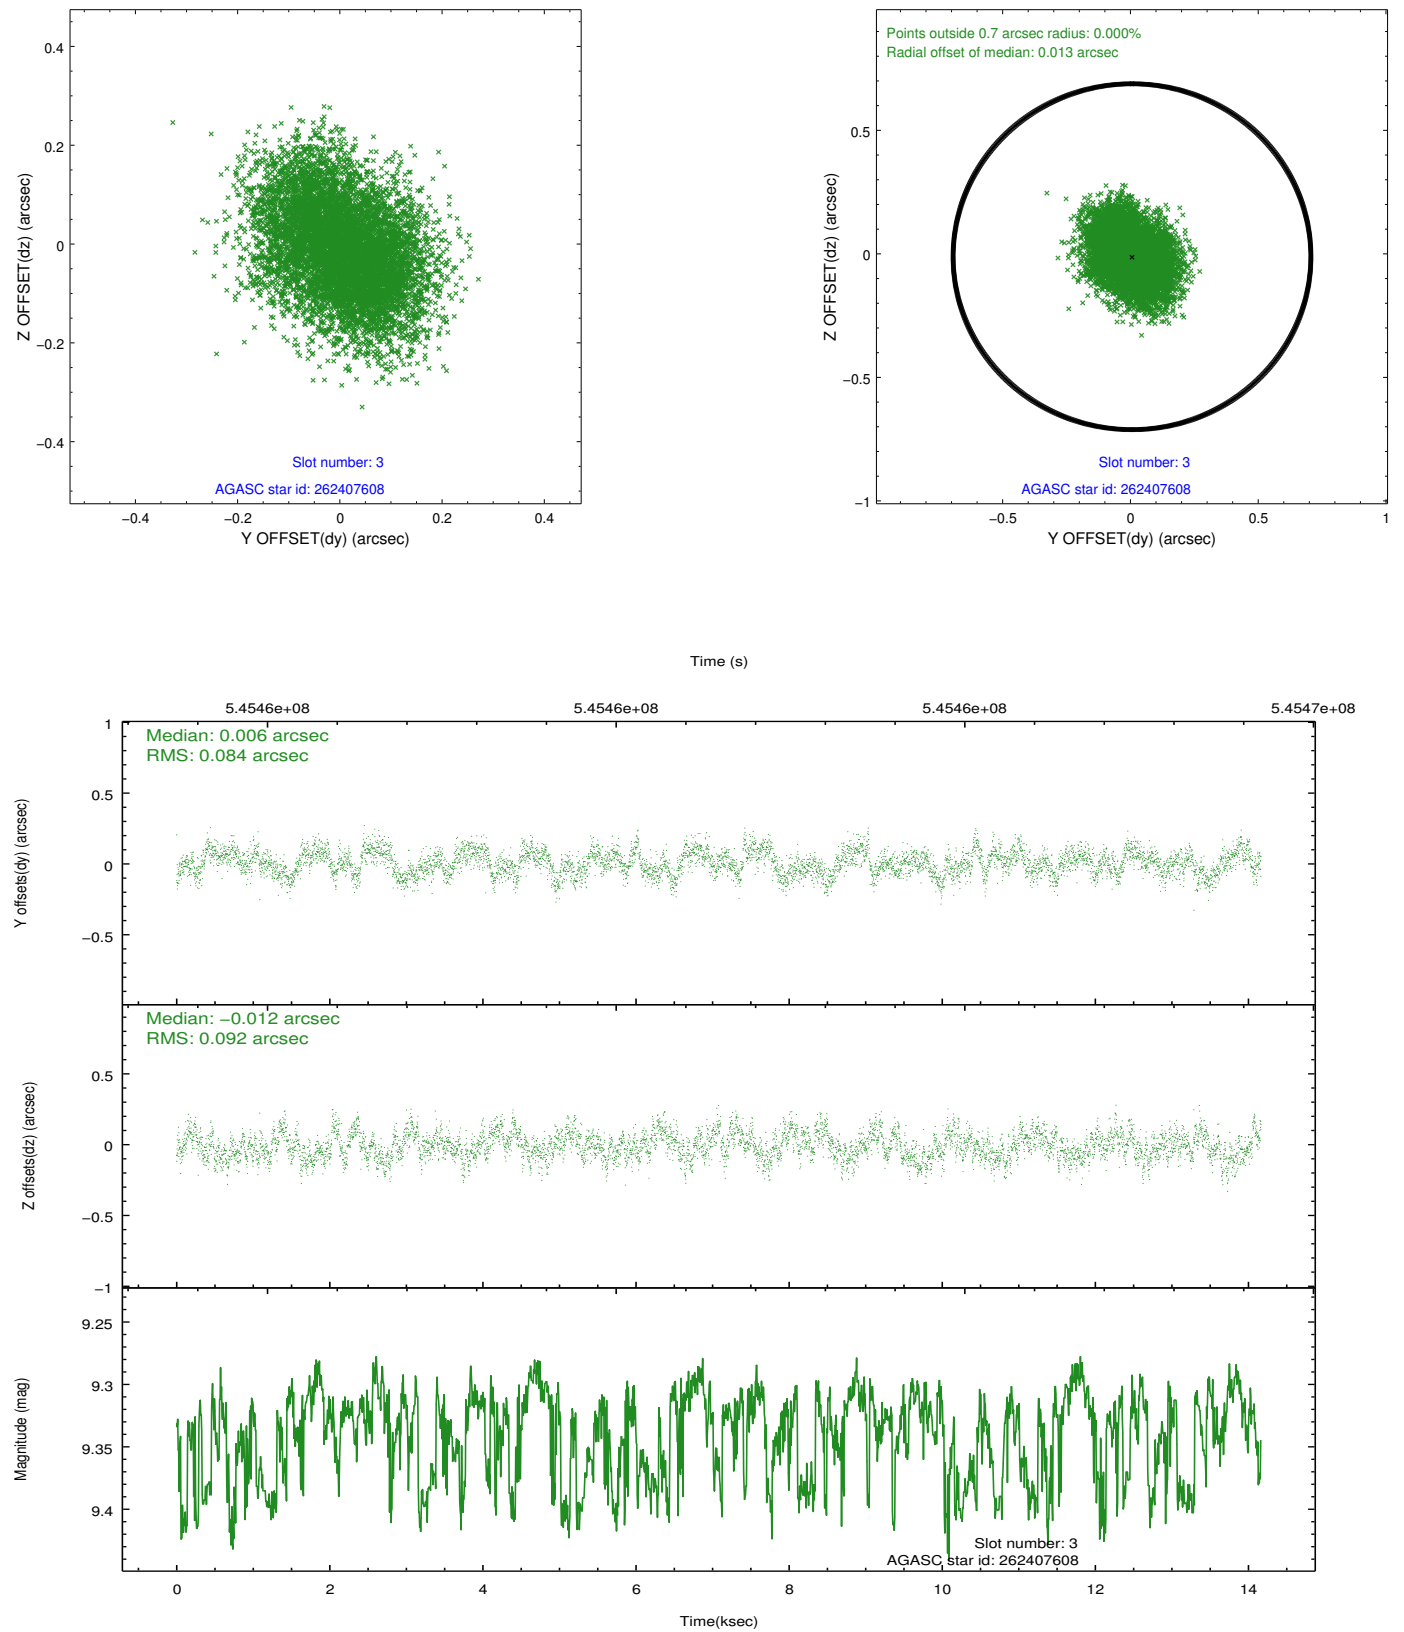 0.4
0.2
0
−0.2
−0.4
Z OFFSET(dz) (arcsec)
Slot number: 3
AGASC star id: 262407608
−0.4
−0.2
0
0.2
0.4
Y OFFSET(dy) (arcsec)
Points outside 0.7 arcsec radius: 0.000%
Radial offset of median: 0.013 arcsec
0.5
0
−0.5
−1
Z OFFSET(dz) (arcsec)
Slot number: 3
AGASC star id: 262407608
−0.5
0
0.5
1
Y OFFSET(dy) (arcsec)
Time (s)
5.4546e+08
5.4546e+08
5.4546e+08
5.4547e+08
Median: 0.006 arcsec
RMS: 0.084 arcsec
1
0.5
0
−0.5
Y offsets(dy) (arcsec)
Median: −0.012 arcsec
RMS: 0.092 arcsec
0.5
0
−0.5
−1
Z offsets(dz) (arcsec)
9.25
9.3
9.35
9.4
Magnitude (mag)
Slot number: 3
AGASC star id: 262407608
0
2
4
6
8
10
12
14
Time(ksec)